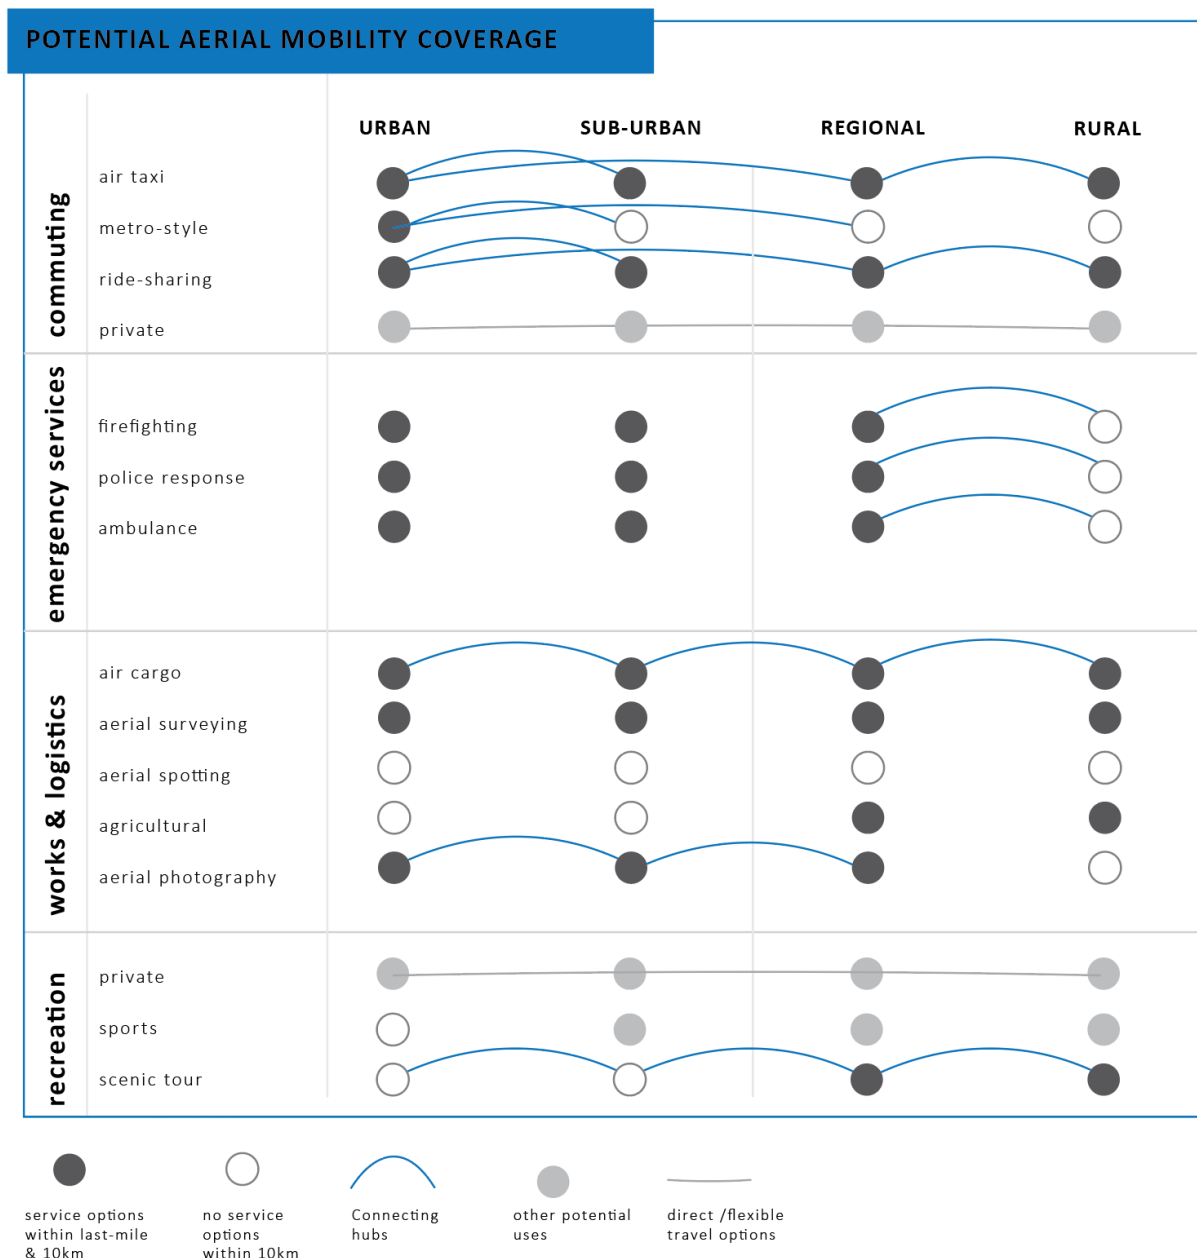 POTENTIAL AERIAL MOBILITY COVERAGE
URBAN SUB-URBAN REGIONAL RURAL
commuting
air taxi
metro-style
ride-sharing
private
emergency services
firefighting
police response
ambulance
works & logistics
air cargo
aerial surveying
aerial spotting
agricultural
aerial photography
recreation
private
sports
scenic tour
service options
within last-mile
& 10km
no service
options
within 10km
Connecting
hubs
other potential
uses
direct /flexible
travel options